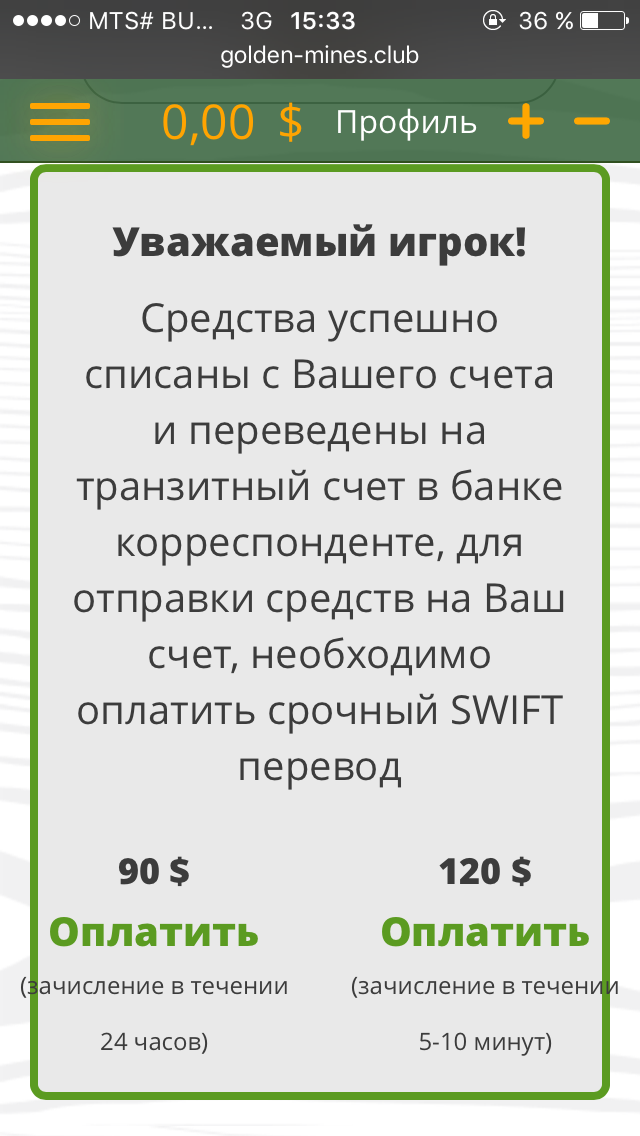 MTS# BU... 3G 15:33 36 %
golden-mines.club
0,00 $ Профиль + −
Уважаемый игрок!
Средства успешно
списаны с Вашего счета
и переведены на
транзитный счет в банке
корреспонденте, для
отправки средств на Ваш
счет, необходимо
оплатить срочный SWIFT
перевод
90 $ 120 $
Оплатить Оплатить
(зачисление в течении (зачисление в течении
24 часов) 5-10 минут)